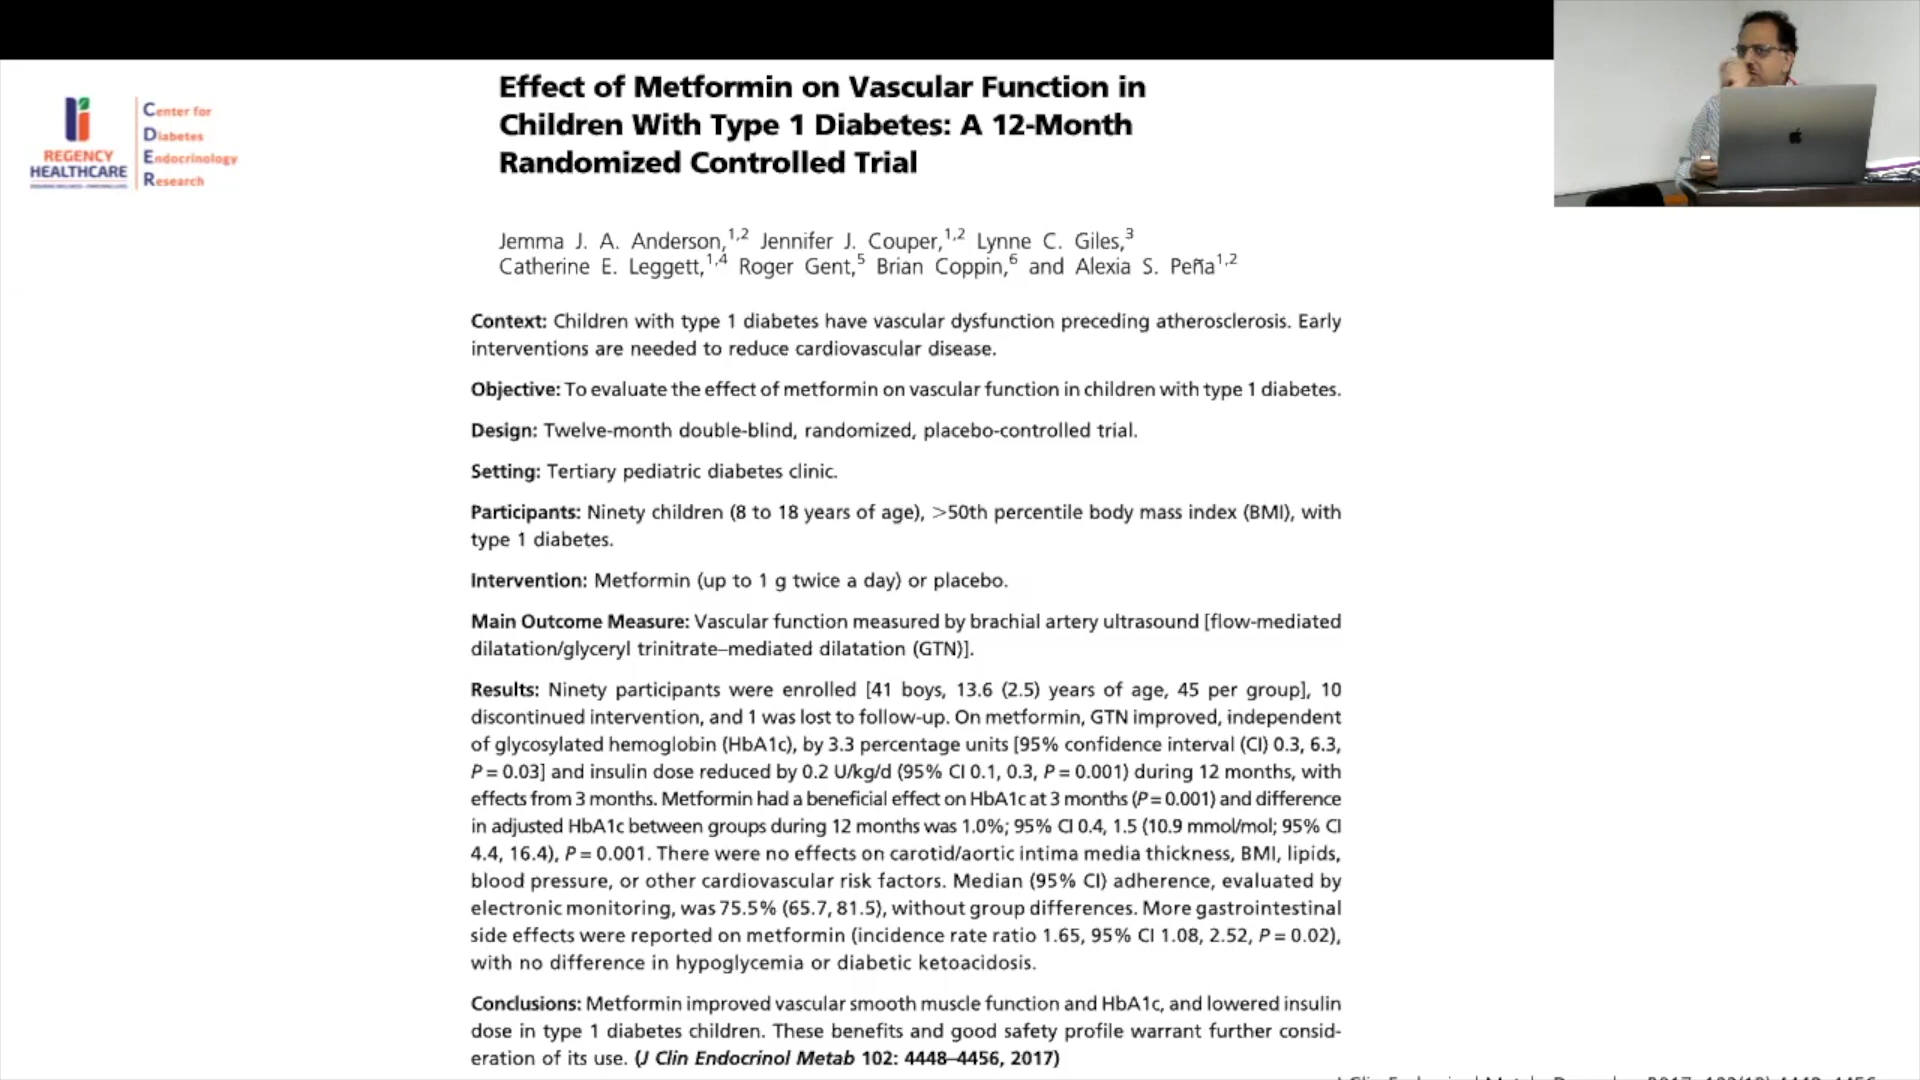 REGENCY
HEALTHCARE
Center for
Diabetes
Endocrinology
Research
Effect of Metformin on Vascular Function in
Children With Type 1 Diabetes: A 12-Month
Randomized Controlled Trial
Jemma J. A. Anderson,1,2 Jennifer J. Couper,1,2 Lynne C. Giles,3
Catherine E. Leggett,1,4 Roger Gent,5 Brian Coppin,6 and Alexia S. Peña1,2
Context: Children with type 1 diabetes have vascular dysfunction preceding atherosclerosis. Early
interventions are needed to reduce cardiovascular disease.
Objective: To evaluate the effect of metformin on vascular function in children with type 1 diabetes.
Design: Twelve-month double-blind, randomized, placebo-controlled trial.
Setting: Tertiary pediatric diabetes clinic.
Participants: Ninety children (8 to 18 years of age), >50th percentile body mass index (BMI), with
type 1 diabetes.
Intervention: Metformin (up to 1 g twice a day) or placebo.
Main Outcome Measure: Vascular function measured by brachial artery ultrasound [flow-mediated
dilatation/glyceryl trinitrate–mediated dilatation (GTN)].
Results: Ninety participants were enrolled [41 boys, 13.6 (2.5) years of age, 45 per group], 10
discontinued intervention, and 1 was lost to follow-up. On metformin, GTN improved, independent
of glycosylated hemoglobin (HbA1c), by 3.3 percentage units [95% confidence interval (CI) 0.3, 6.3,
P = 0.03] and insulin dose reduced by 0.2 U/kg/d (95% CI 0.1, 0.3, P = 0.001) during 12 months, with
effects from 3 months. Metformin had a beneficial effect on HbA1c at 3 months (P = 0.001) and difference
in adjusted HbA1c between groups during 12 months was 1.0%; 95% CI 0.4, 1.5 (10.9 mmol/mol; 95% CI
4.4, 16.4), P = 0.001. There were no effects on carotid/aortic intima media thickness, BMI, lipids,
blood pressure, or other cardiovascular risk factors. Median (95% CI) adherence, evaluated by
electronic monitoring, was 75.5% (65.7, 81.5), without group differences. More gastrointestinal
side effects were reported on metformin (incidence rate ratio 1.65, 95% CI 1.08, 2.52, P = 0.02),
with no difference in hypoglycemia or diabetic ketoacidosis.
Conclusions: Metformin improved vascular smooth muscle function and HbA1c, and lowered insulin
dose in type 1 diabetes children. These benefits and good safety profile warrant further consid-
eration of its use. (J Clin Endocrinol Metab 102: 4448–4456, 2017)